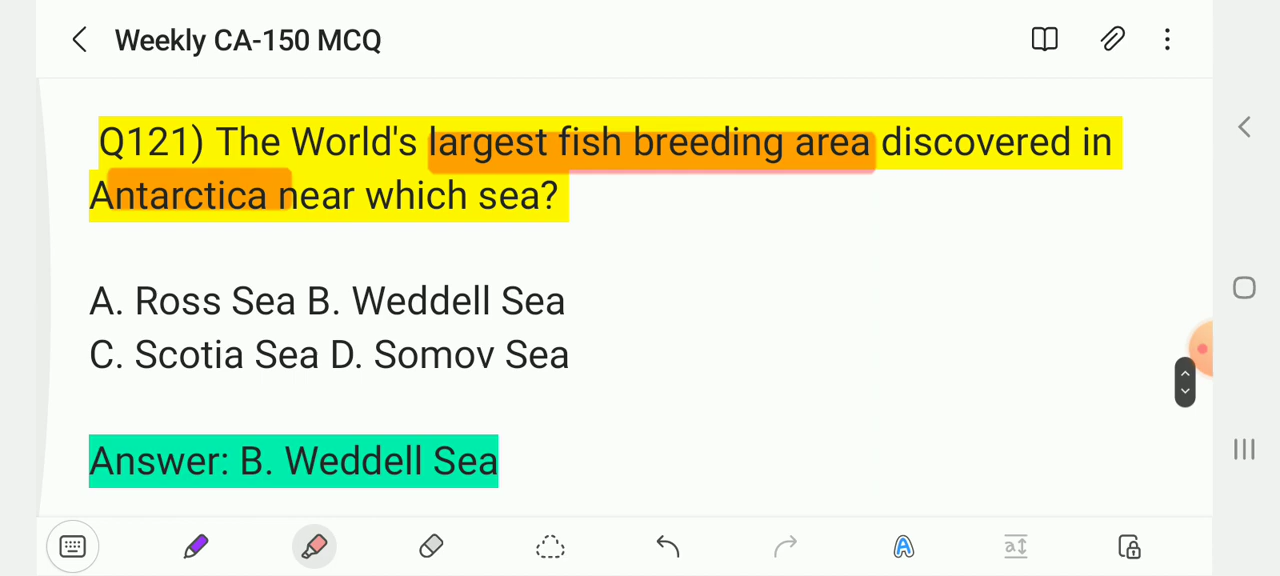 Weekly CA-150 MCQ
Q121) The World's largest fish breeding area discovered in
Antarctica near which sea?
A. Ross Sea B. Weddell Sea
C. Scotia Sea D. Somov Sea
Answer: B. Weddell Sea